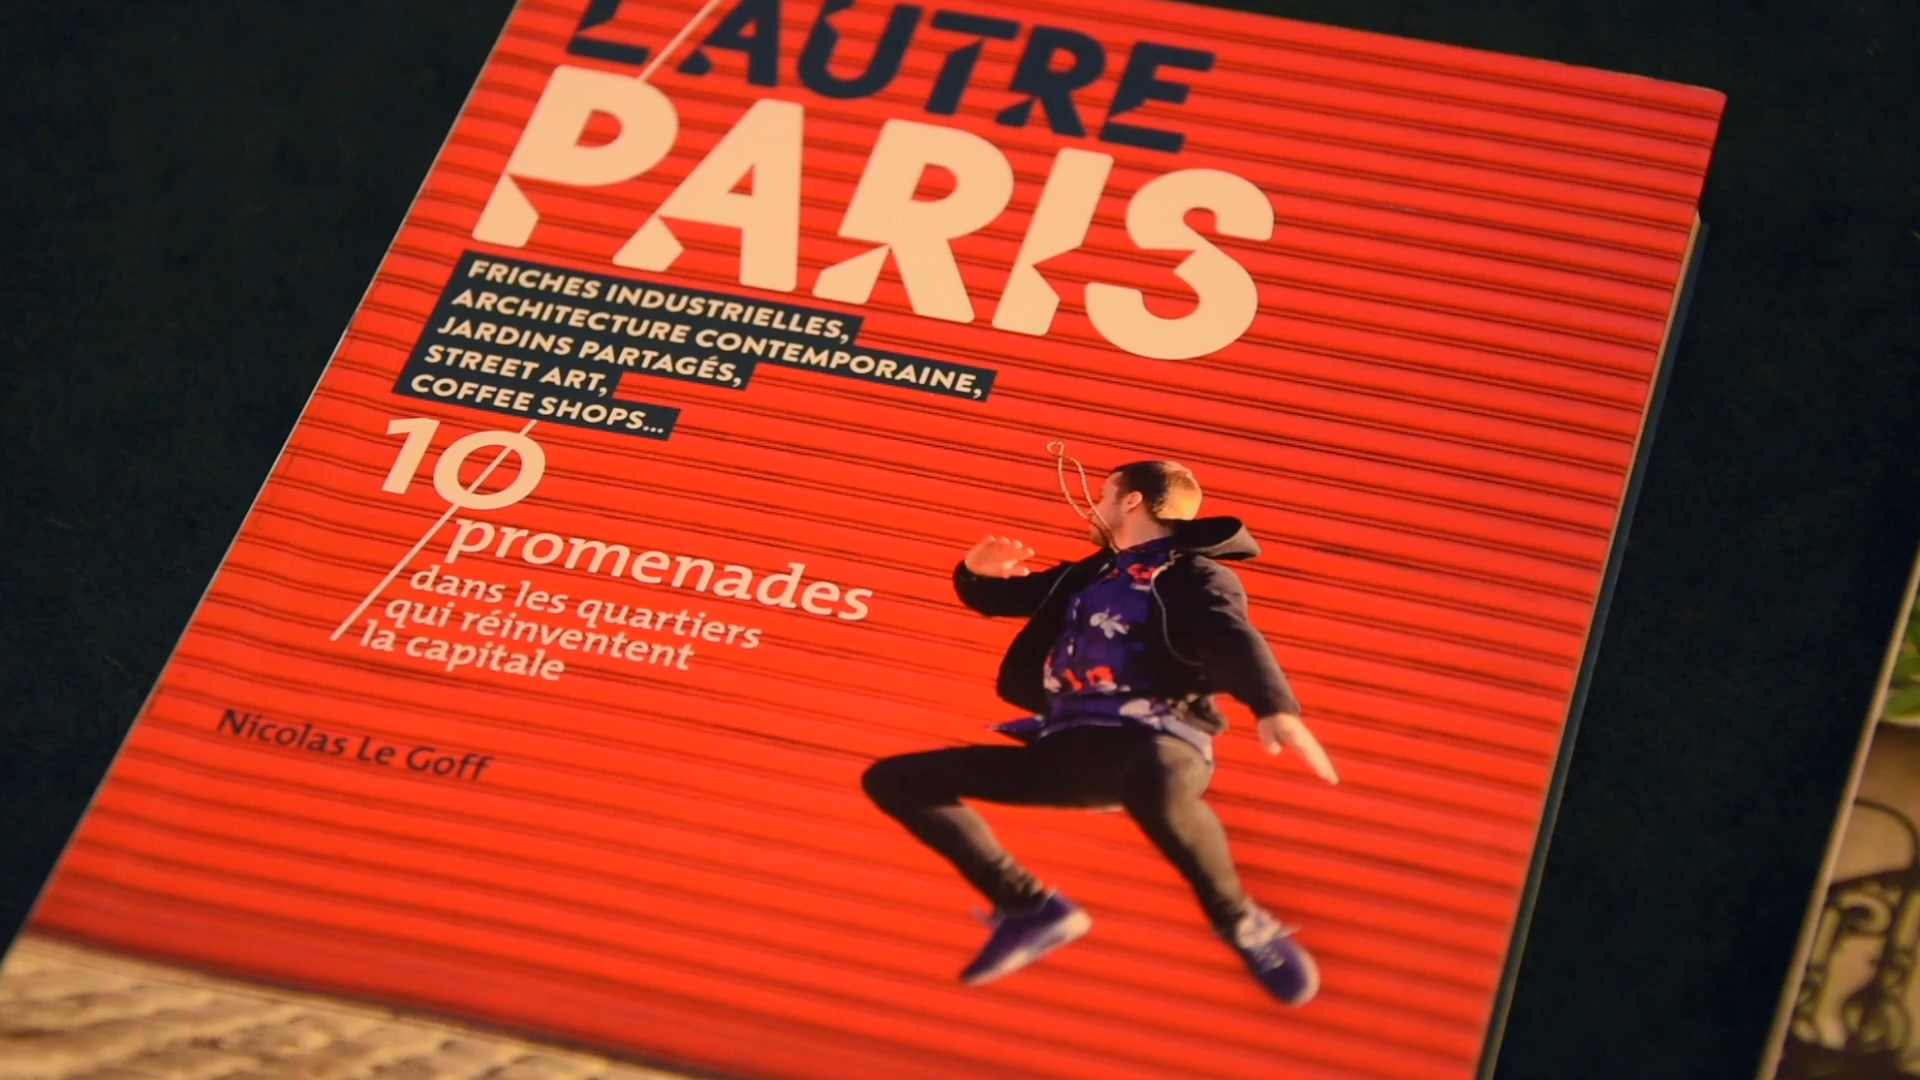 L'AUTRE
PARIS
FRICHES INDUSTRIELLES,
ARCHITECTURE CONTEMPORAINE,
JARDINS PARTAGÉS,
STREET ART,
COFFEE SHOPS...
10
promenades
dans les quartiers
qui réinventent
la capitale
Nicolas Le Goff